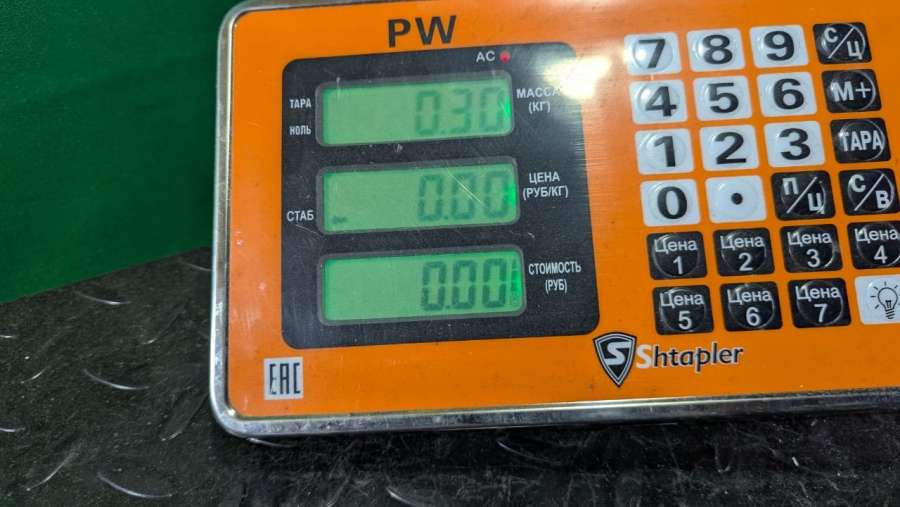 PW
AC
ТАРА
НОЛЬ
0.30
МАССА
(КГ)
СТАБ
0.00
ЦЕНА
(РУБ/КГ)
0.00
СТОИМОСТЬ
(РУБ)
7 8 9 С/Ц
4 5 6 М+
1 2 3 ТАРА
0 . П/Ц С/В
Цена 1 Цена 2 Цена 3 Цена 4
Цена 5 Цена 6 Цена 7
S Shtapler
EAC